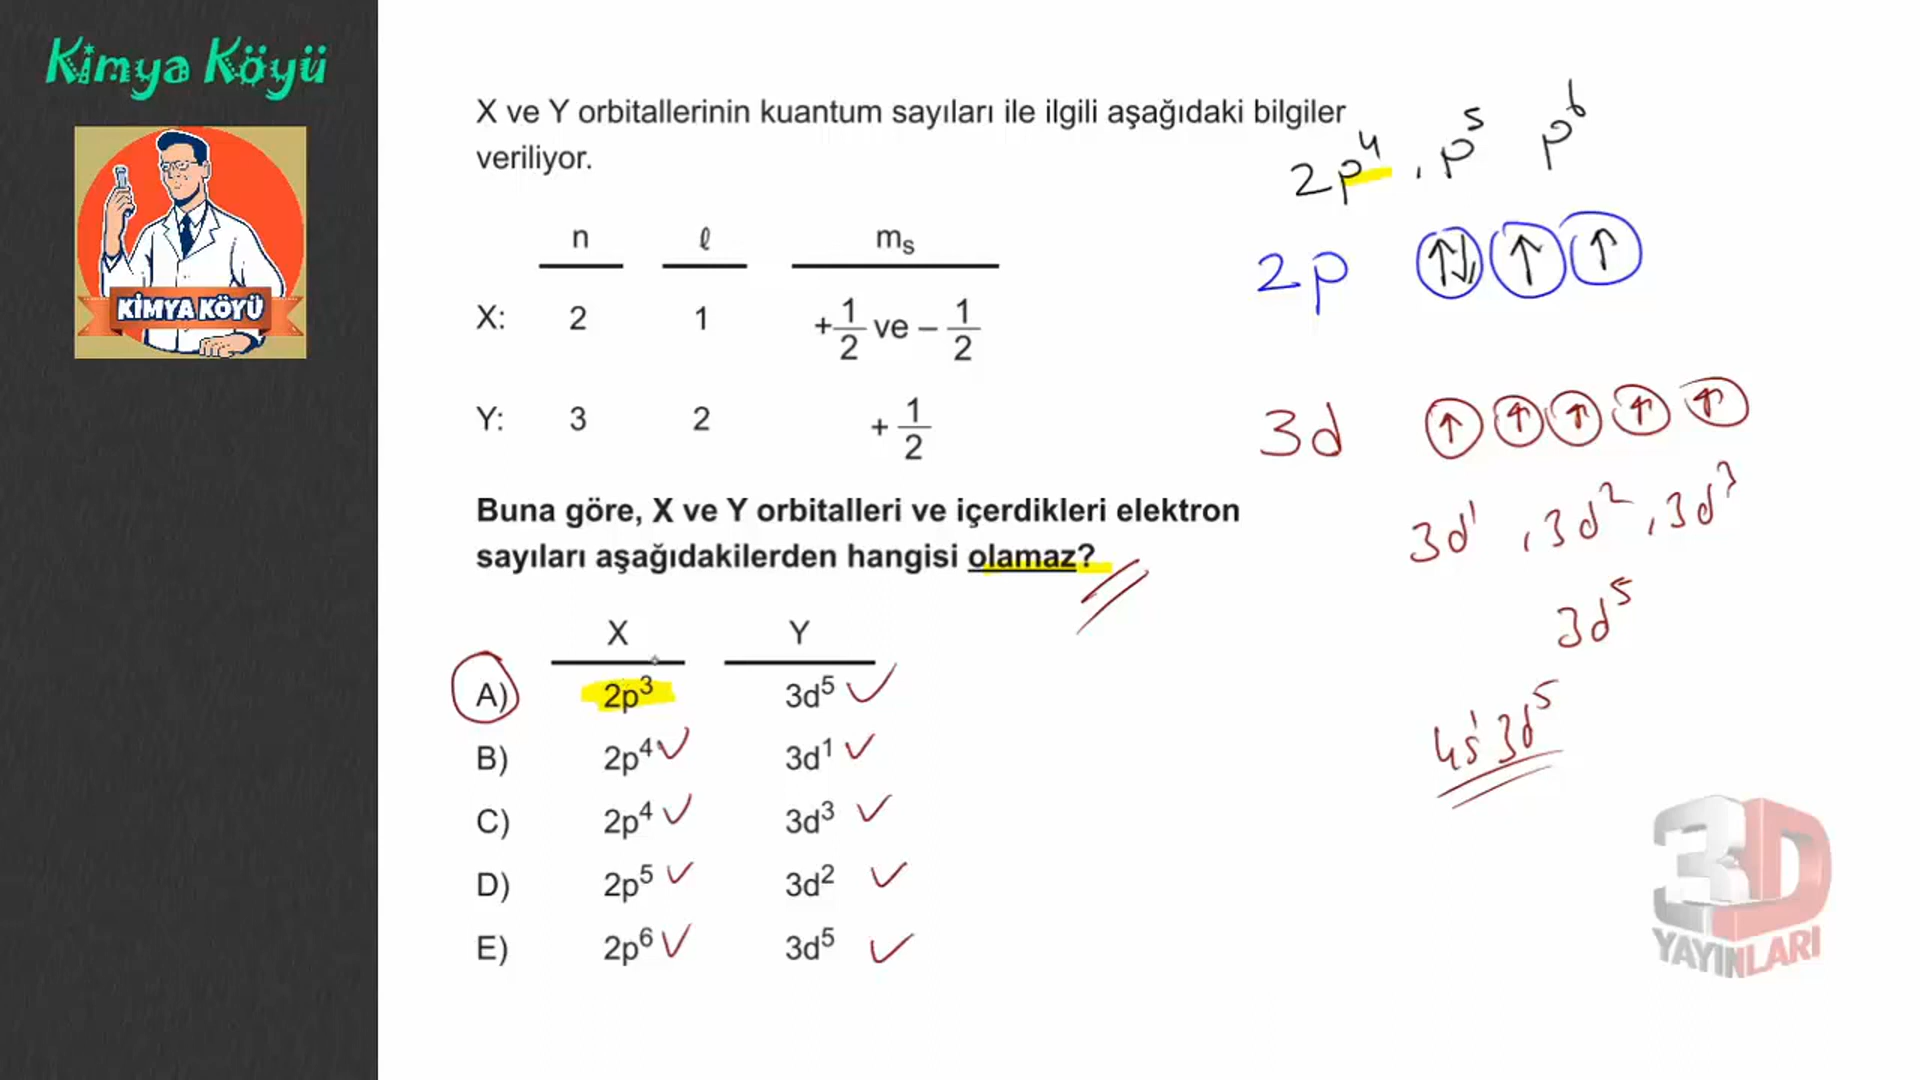 Kimya Köyü
KİMYA KÖYÜ
X ve Y orbitallerinin kuantum sayıları ile ilgili aşağıdaki bilgiler
veriliyor.
n ℓ mₛ
X: 2 1 +1/2 ve –1/2
Y: 3 2 +1/2
Buna göre, X ve Y orbitalleri ve içerdikleri elektron
sayıları aşağıdakilerden hangisi olamaz?
X Y
A) 2p³ 3d⁵ ✓
B) 2p⁴ ✓ 3d¹ ✓
C) 2p⁴ ✓ 3d³ ✓
D) 2p⁵ ✓ 3d² ✓
E) 2p⁶ ✓ 3d⁵ ✓
2p⁴, p⁵ p⁶
2p ↑↓ ↑ ↑
3d ↑ ↑ ↑ ↑ ↑
3d¹, 3d², 3d³
3d⁵
4s¹3d⁵
3D
YAYINLARI